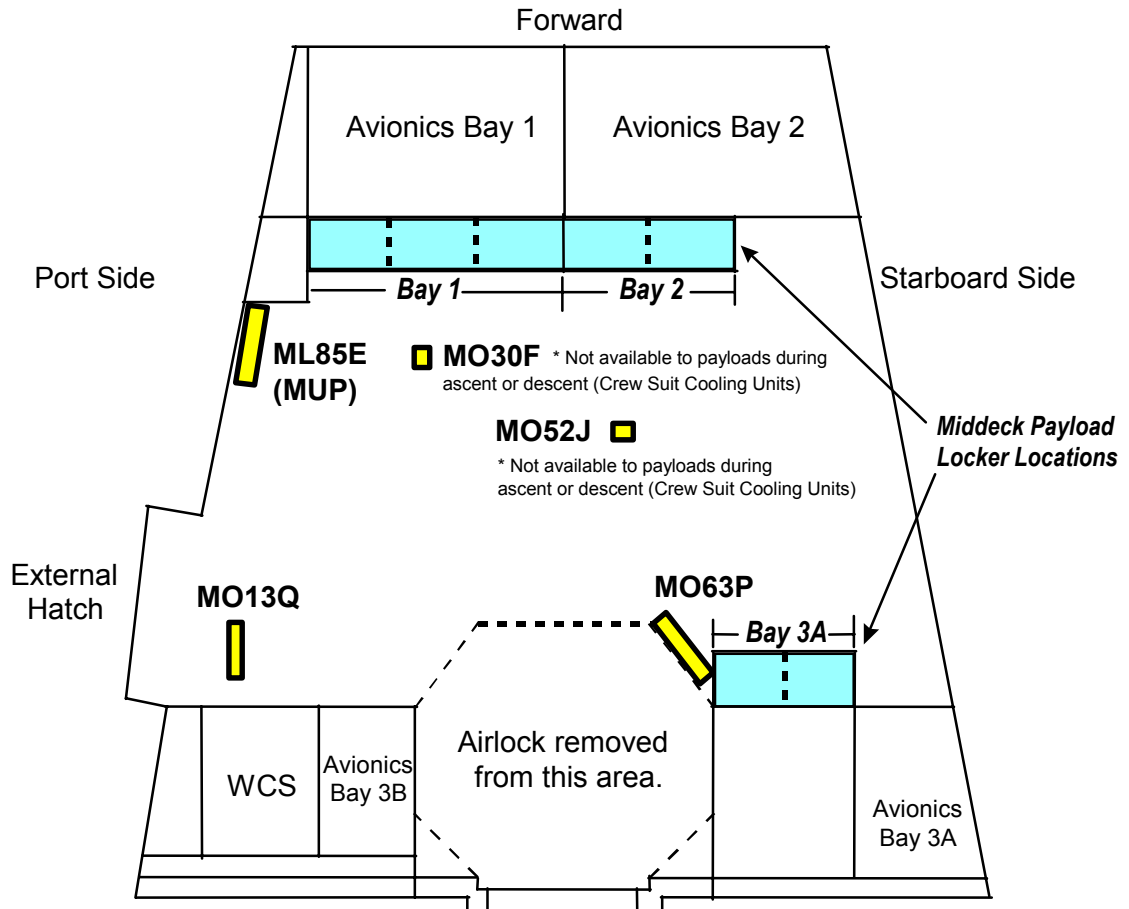 Forward
Avionics Bay 1
Avionics Bay 2
Port Side
Starboard Side
Bay 1
Bay 2
ML85E
(MUP)
MO30F * Not available to payloads during
ascent or descent (Crew Suit Cooling Units)
MO52J
* Not available to payloads during
ascent or descent (Crew Suit Cooling Units)
Middeck Payload
Locker Locations
External
Hatch
MO13Q
MO63P
Bay 3A
Airlock removed
from this area.
WCS
Avionics
Bay 3B
Avionics
Bay 3A